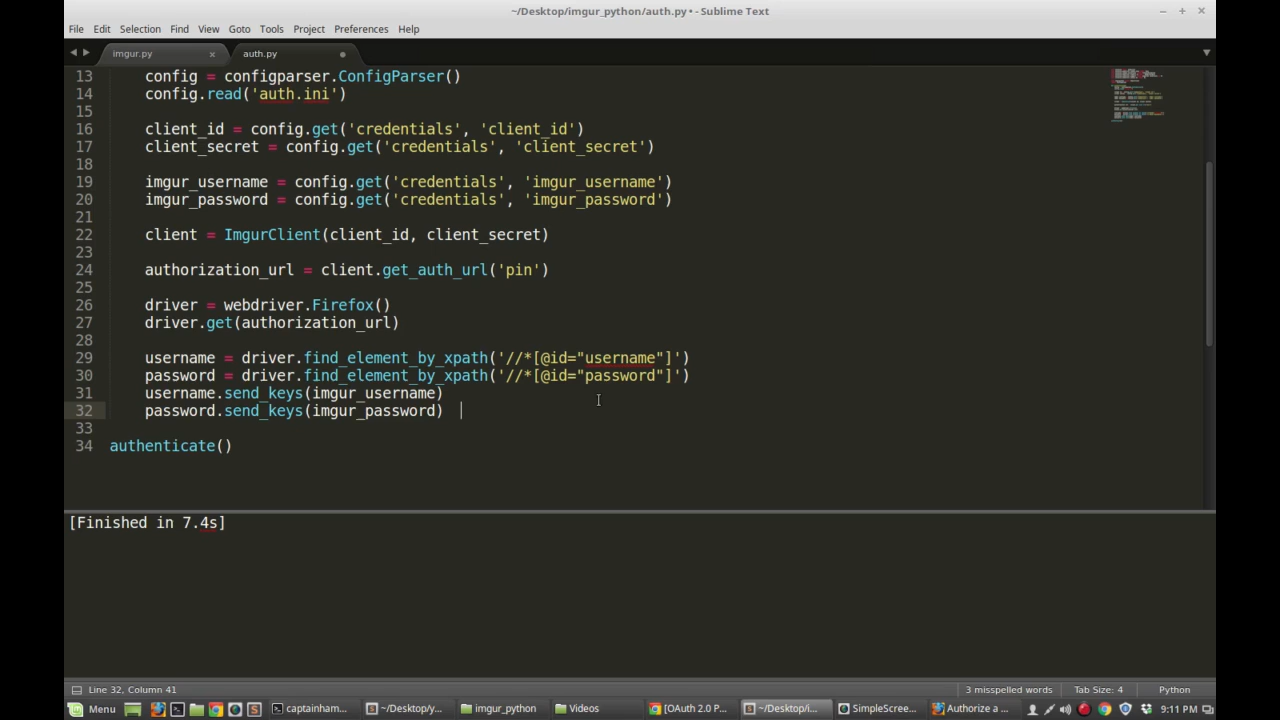 ~/Desktop/imgur_python/auth.py • - Sublime Text
File Edit Selection Find View Goto Tools Project Preferences Help
imgur.py × auth.py
13 config = configparser.ConfigParser()
14 config.read('auth.ini')
15
16 client_id = config.get('credentials', 'client_id')
17 client_secret = config.get('credentials', 'client_secret')
18
19 imgur_username = config.get('credentials', 'imgur_username')
20 imgur_password = config.get('credentials', 'imgur_password')
21
22 client = ImgurClient(client_id, client_secret)
23
24 authorization_url = client.get_auth_url('pin')
25
26 driver = webdriver.Firefox()
27 driver.get(authorization_url)
28
29 username = driver.find_element_by_xpath('//*[@id="username"]')
30 password = driver.find_element_by_xpath('//*[@id="password"]')
31 username.send_keys(imgur_username)
32 password.send_keys(imgur_password)
33
34 authenticate()
[Finished in 7.4s]
Line 32, Column 41 3 misspelled words Tab Size: 4 Python
Menu captainham... ~/Desktop/y... imgur_python Videos [OAuth 2.0 P... ~/Desktop/i... SimpleScree... Authorize a ... 9:11 PM